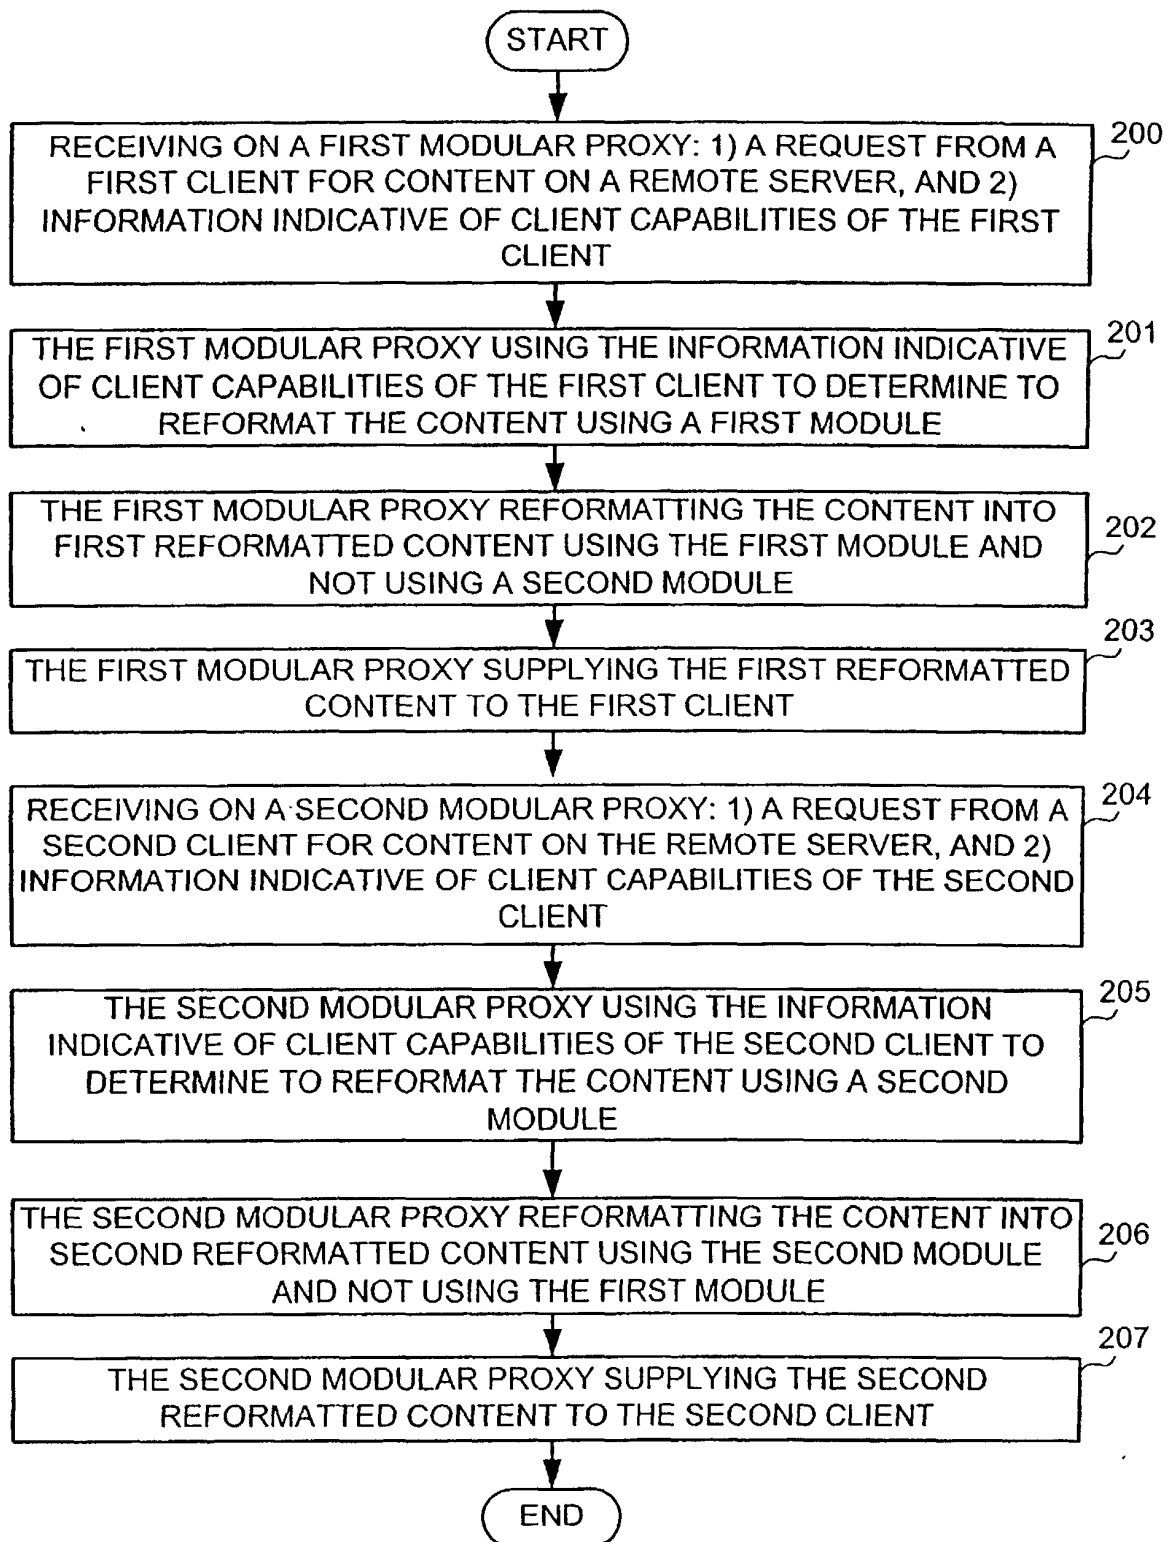 START
200
RECEIVING ON A FIRST MODULAR PROXY: 1) A REQUEST FROM A
FIRST CLIENT FOR CONTENT ON A REMOTE SERVER, AND 2)
INFORMATION INDICATIVE OF CLIENT CAPABILITIES OF THE FIRST
CLIENT
201
THE FIRST MODULAR PROXY USING THE INFORMATION INDICATIVE
OF CLIENT CAPABILITIES OF THE FIRST CLIENT TO DETERMINE TO
REFORMAT THE CONTENT USING A FIRST MODULE
202
THE FIRST MODULAR PROXY REFORMATTING THE CONTENT INTO
FIRST REFORMATTED CONTENT USING THE FIRST MODULE AND
NOT USING A SECOND MODULE
203
THE FIRST MODULAR PROXY SUPPLYING THE FIRST REFORMATTED
CONTENT TO THE FIRST CLIENT
204
RECEIVING ON A SECOND MODULAR PROXY: 1) A REQUEST FROM A
SECOND CLIENT FOR CONTENT ON THE REMOTE SERVER, AND 2)
INFORMATION INDICATIVE OF CLIENT CAPABILITIES OF THE SECOND
CLIENT
205
THE SECOND MODULAR PROXY USING THE INFORMATION
INDICATIVE OF CLIENT CAPABILITIES OF THE SECOND CLIENT TO
DETERMINE TO REFORMAT THE CONTENT USING A SECOND
MODULE
206
THE SECOND MODULAR PROXY REFORMATTING THE CONTENT INTO
SECOND REFORMATTED CONTENT USING THE SECOND MODULE
AND NOT USING THE FIRST MODULE
207
THE SECOND MODULAR PROXY SUPPLYING THE SECOND
REFORMATTED CONTENT TO THE SECOND CLIENT
END